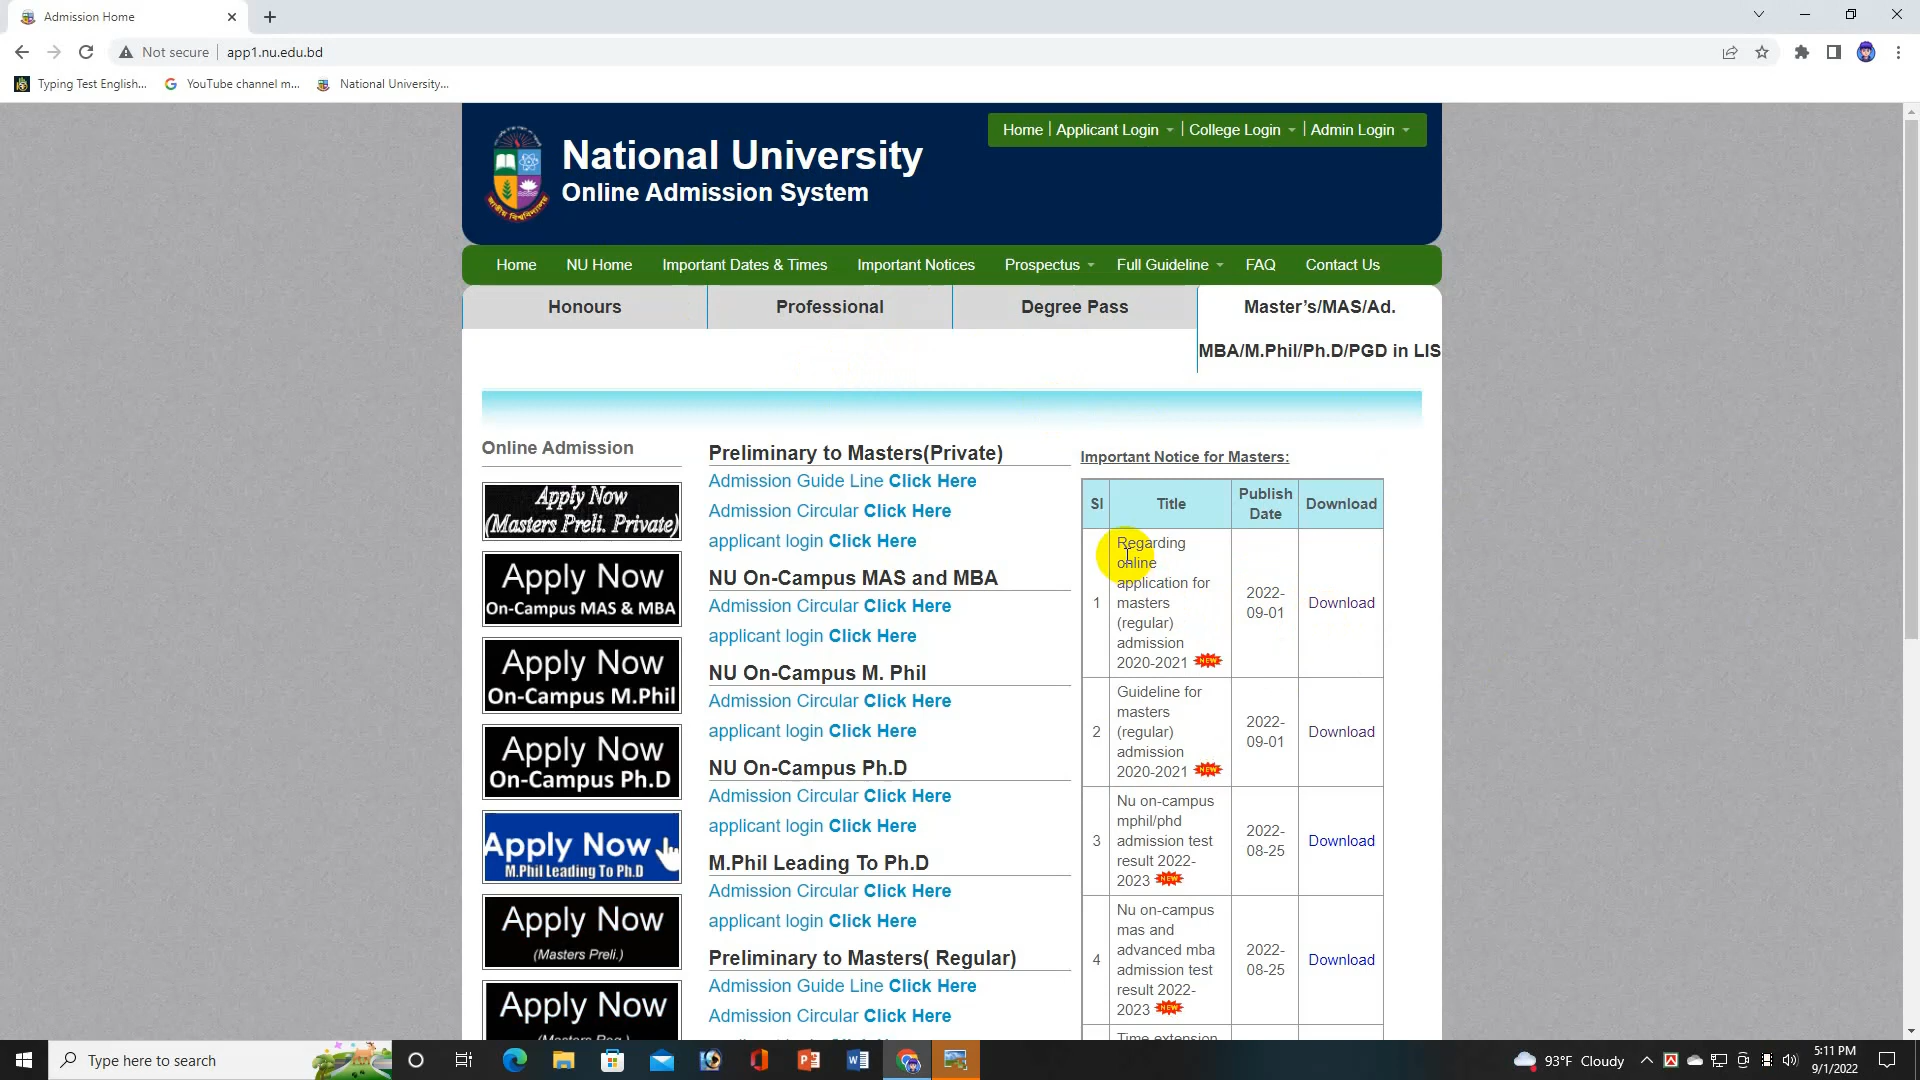 Admission Home
Not secure
app1.nu.edu.bd
Typing Test English...
YouTube channel m...
National University...
Home | Applicant Login | College Login | Admin Login
National University
Online Admission System
জাতীয় বিশ্ববিদ্যালয়
Home NU Home Important Dates & Times Important Notices Prospectus Full Guideline FAQ Contact Us
Honours Professional Degree Pass Master's/MAS/Ad.
MBA/M.Phil/Ph.D/PGD in LIS
Online Admission
Apply Now
(Masters Preli. Private)
Apply Now
On-Campus MAS & MBA
Apply Now
On-Campus M.Phil
Apply Now
On-Campus Ph.D
Apply Now
M.Phil Leading To Ph.D
Apply Now
(Masters Preli.)
Apply Now
Preliminary to Masters(Private)
Admission Guide Line Click Here
Admission Circular Click Here
applicant login Click Here
NU On-Campus MAS and MBA
Admission Circular Click Here
applicant login Click Here
NU On-Campus M. Phil
Admission Circular Click Here
applicant login Click Here
NU On-Campus Ph.D
Admission Circular Click Here
applicant login Click Here
M.Phil Leading To Ph.D
Admission Circular Click Here
applicant login Click Here
Preliminary to Masters( Regular)
Admission Guide Line Click Here
Admission Circular Click Here
Important Notice for Masters:
Sl Title Publish Date Download
1
Regarding
online
application for
masters
(regular)
admission
2020-2021 NEW
2022-
09-01
Download
2
Guideline for
masters
(regular)
admission
2020-2021 NEW
2022-
09-01
Download
3
Nu on-campus
mphil/phd
admission test
result 2022-
2023 NEW
2022-
08-25
Download
4
Nu on-campus
mas and
advanced mba
admission test
result 2022-
2023 NEW
2022-
08-25
Download
Time extension
Type here to search
93°F Cloudy
5:11 PM
9/1/2022